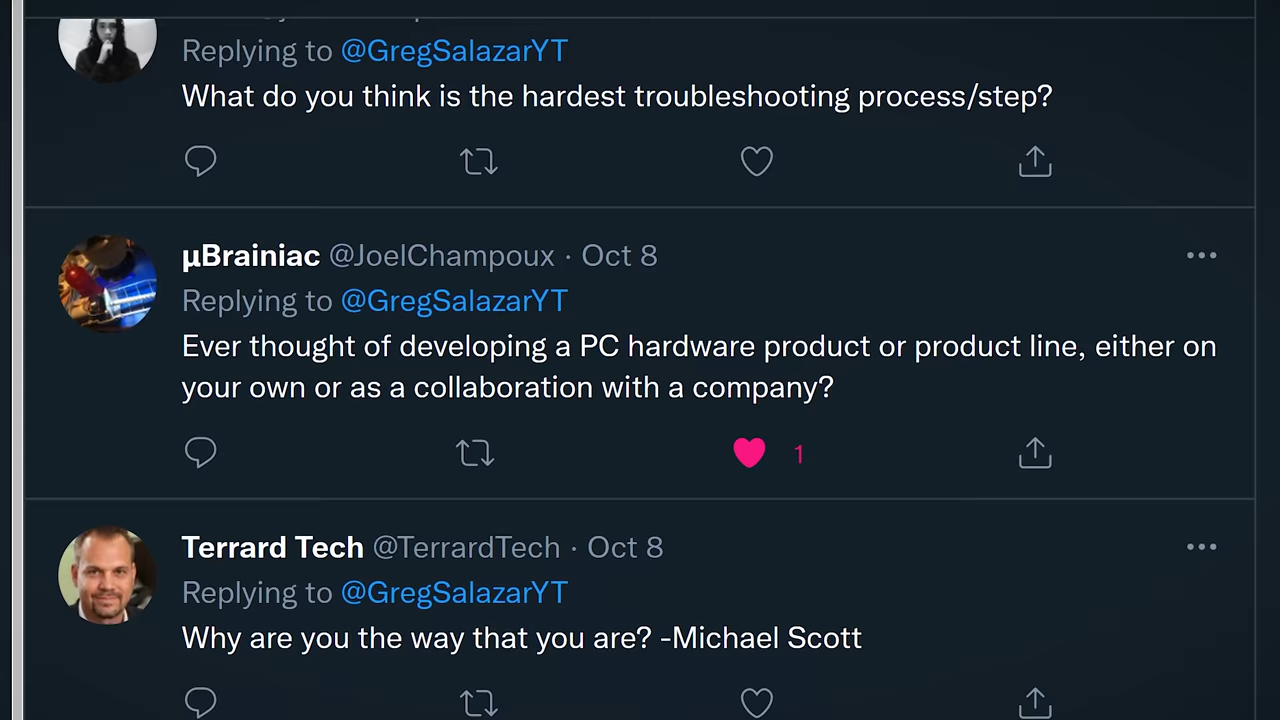 Replying to @GregSalazarYT
What do you think is the hardest troubleshooting process/step?
µBrainiac @JoelChampoux · Oct 8
Replying to @GregSalazarYT
Ever thought of developing a PC hardware product or product line, either on
your own or as a collaboration with a company?
1
Terrard Tech @TerrardTech · Oct 8
Replying to @GregSalazarYT
Why are you the way that you are? -Michael Scott